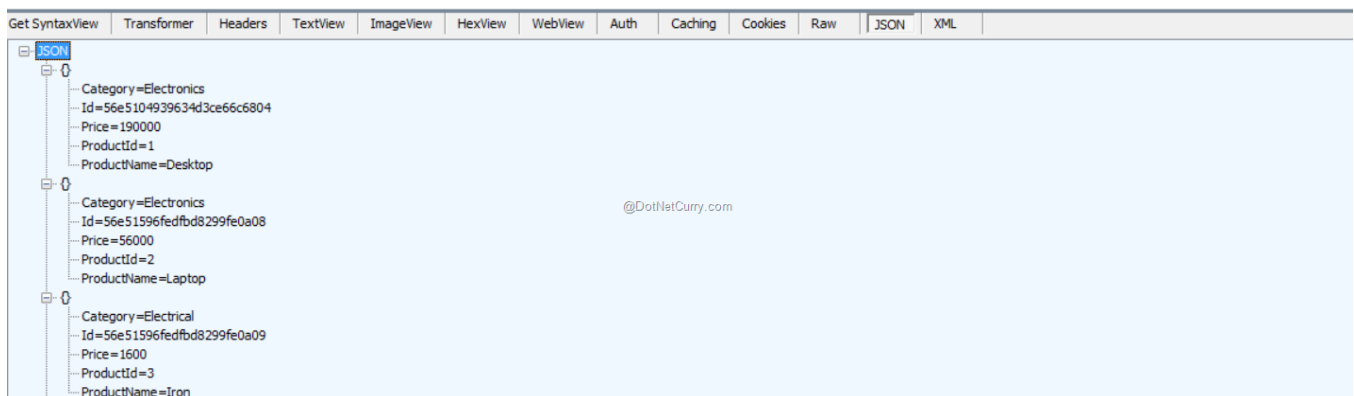 Get SyntaxView Transformer Headers TextView ImageView HexView WebView Auth Caching Cookies Raw JSON XML
JSON
{}
Category=Electronics
Id=56e5104939634d3ce66c6804
Price=190000
ProductId=1
ProductName=Desktop
{}
Category=Electronics
@DotNetCurry.com
Id=56e51596fedfbd8299fe0a08
Price=56000
ProductId=2
ProductName=Laptop
{}
Category=Electrical
Id=56e51596fedfbd8299fe0a09
Price=1600
ProductId=3
ProductName=Iron